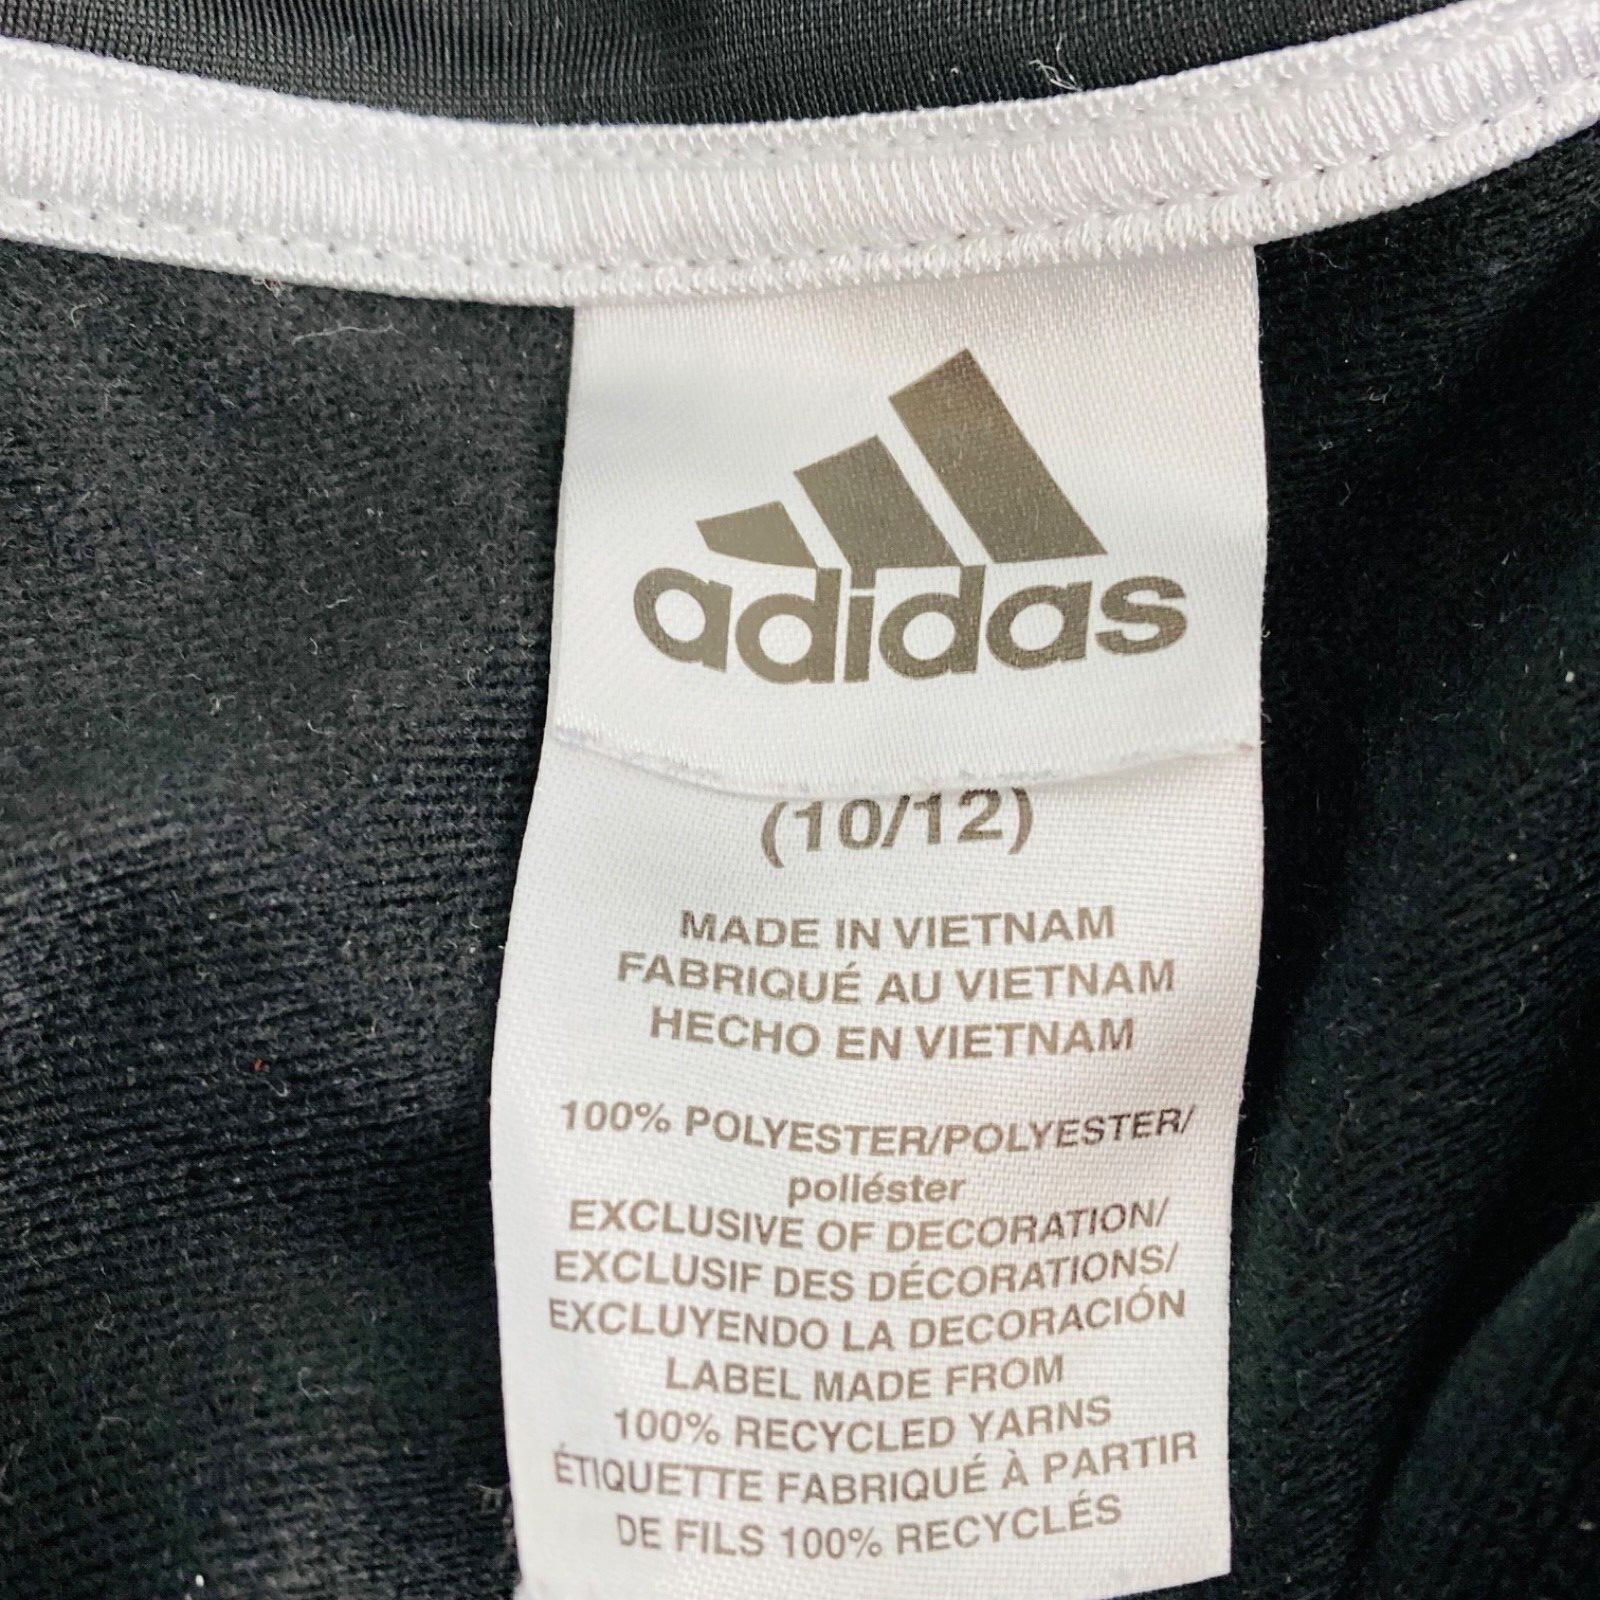 adidas
(10/12)
MADE IN VIETNAM
FABRIQUÉ AU VIETNAM
HECHO EN VIETNAM
100% POLYESTER/POLYESTER/
poliéster
EXCLUSIVE OF DECORATION/
EXCLUSIF DES DÉCORATIONS/
EXCLUYENDO LA DECORACIÓN
LABEL MADE FROM
100% RECYCLED YARNS
ÉTIQUETTE FABRIQUÉ À PARTIR
DE FILS 100% RECYCLÉS